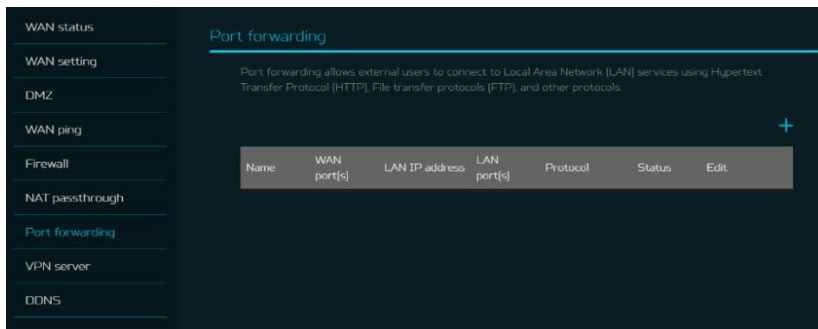 WAN status
WAN setting
DMZ
WAN ping
Firewall
NAT passthrough
Port forwarding
VPN server
DDNS
Port forwarding
Port forwarding allows external users to connect to Local Area Network (LAN) services using Hypertext
Transfer Protocol (HTTP), File transfer protocols (FTP), and other protocols.
+
Name WAN port(s) LAN IP address LAN port(s) Protocol Status Edit